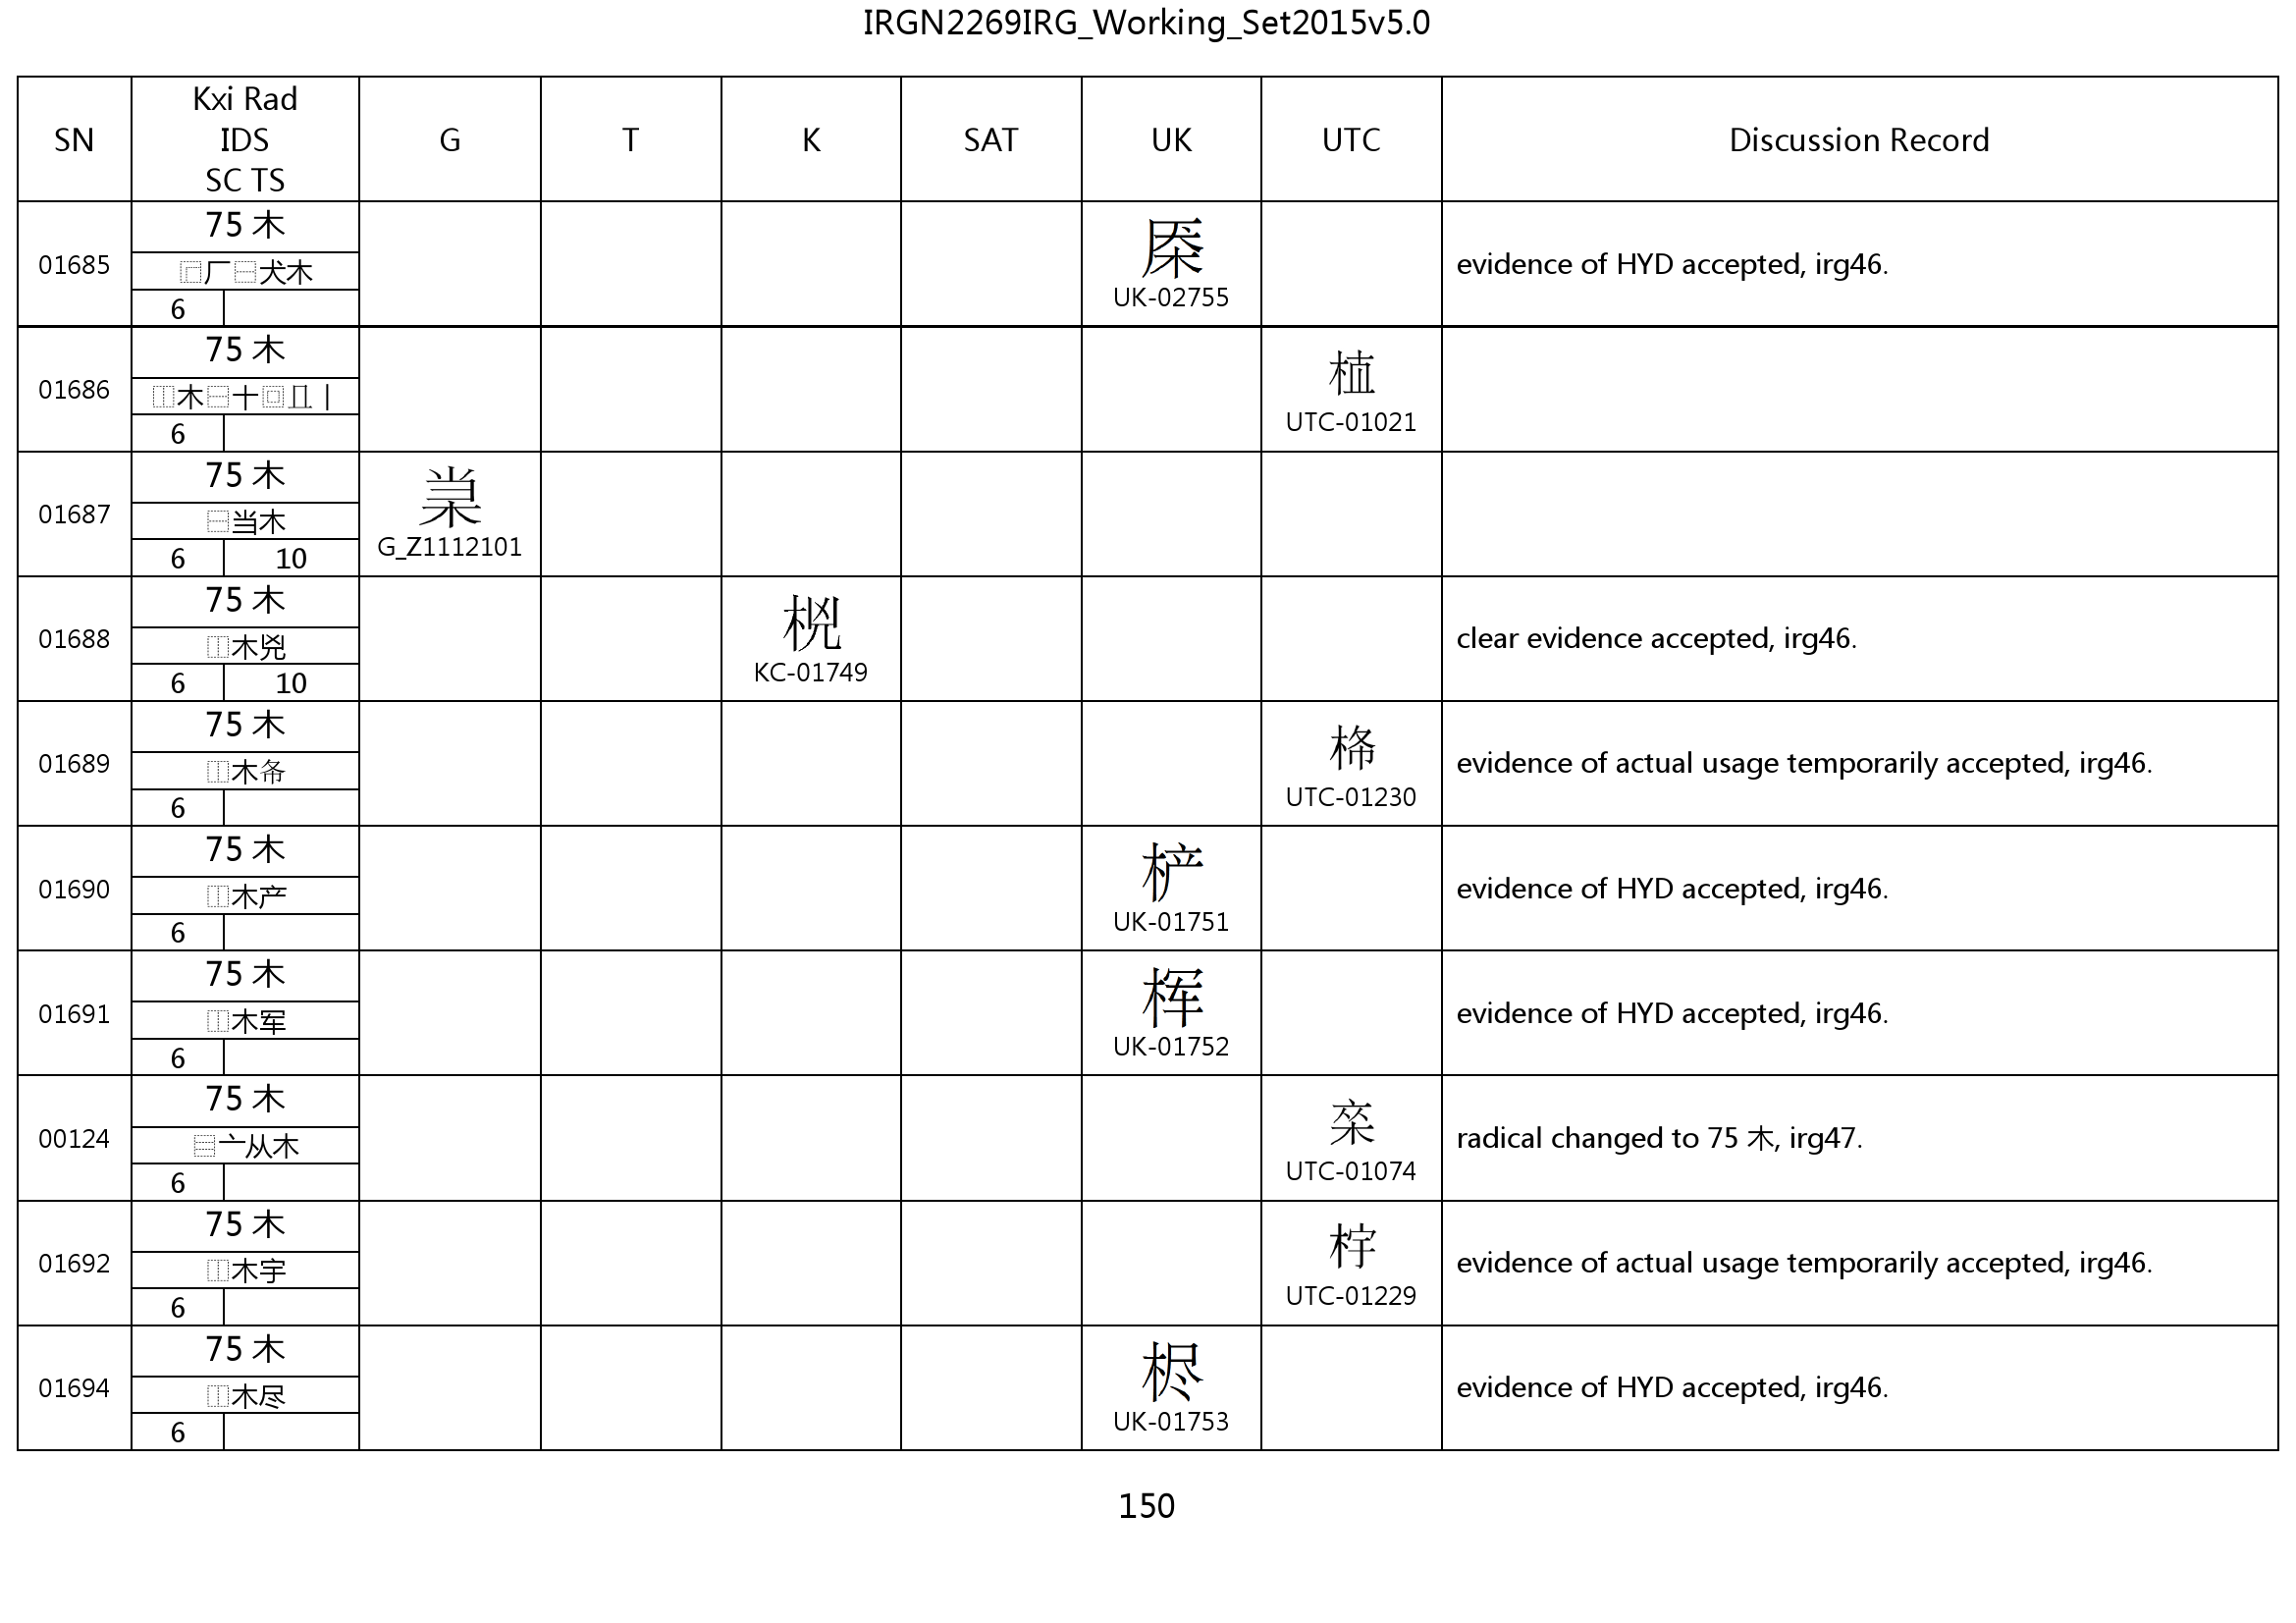 IRGN2269IRG_Working_Set2015v5.0
SN
Kxi Rad
IDS
SC TS
G
T
K
SAT
UK
UTC
Discussion Record
01685
75 木
⿸厂⿱犬木
6
UK-02755
evidence of HYD accepted, irg46.
01686
75 木
⿰木⿱十⿴㐀丨
6
UTC-01021
01687
75 木
⿱当木
6 10
G_Z1112101
01688
75 木
⿰木兇
6 10
KC-01749
clear evidence accepted, irg46.
01689
75 木
⿰木㡀
6
UTC-01230
evidence of actual usage temporarily accepted, irg46.
01690
75 木
⿰木产
6
UK-01751
evidence of HYD accepted, irg46.
01691
75 木
⿰木军
6
UK-01752
evidence of HYD accepted, irg46.
00124
75 木
⿳亠从木
6
UTC-01074
radical changed to 75 木, irg47.
01692
75 木
⿰木宇
6
UTC-01229
evidence of actual usage temporarily accepted, irg46.
01694
75 木
⿰木尽
6
UK-01753
evidence of HYD accepted, irg46.
150